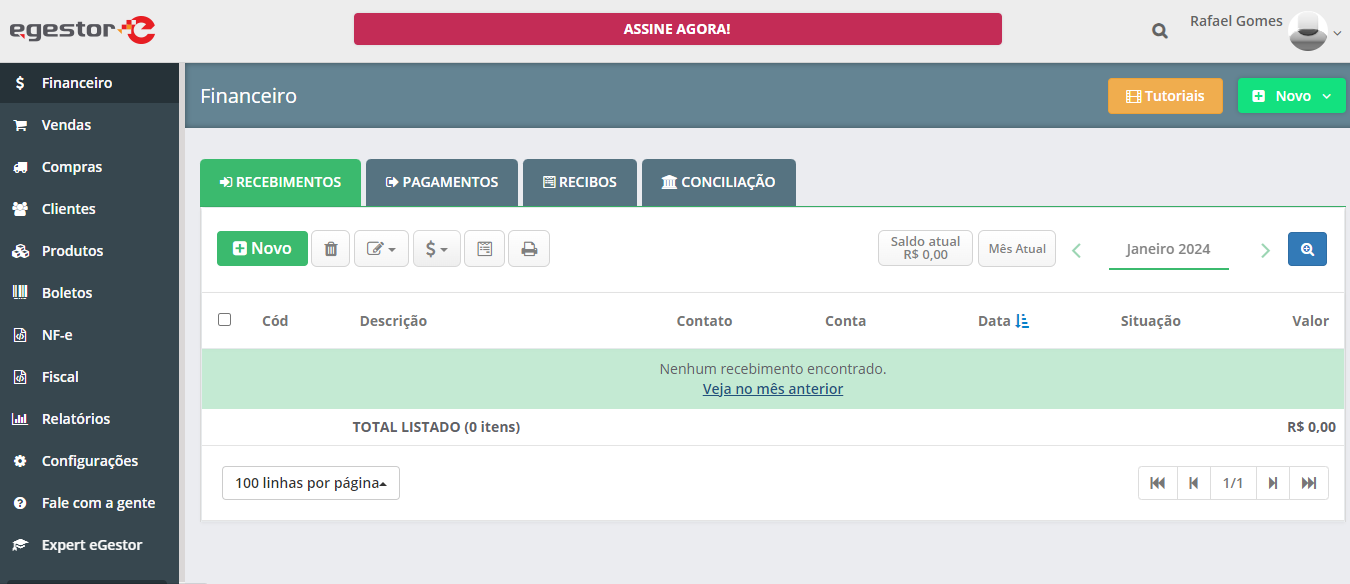 egestor
ASSINE AGORA!
Rafael Gomes
Financeiro
Vendas
Compras
Clientes
Produtos
Boletos
NF-e
Fiscal
Relatórios
Configurações
Fale com a gente
Expert eGestor
Financeiro
Tutoriais
Novo
RECEBIMENTOS
PAGAMENTOS
RECIBOS
CONCILIAÇÃO
Novo
Saldo atual
R$ 0,00
Mês Atual
Janeiro 2024
Cód Descrição Contato Conta Data Situação Valor
Nenhum recebimento encontrado.
Veja no mês anterior
TOTAL LISTADO (0 itens) R$ 0,00
100 linhas por página
1/1